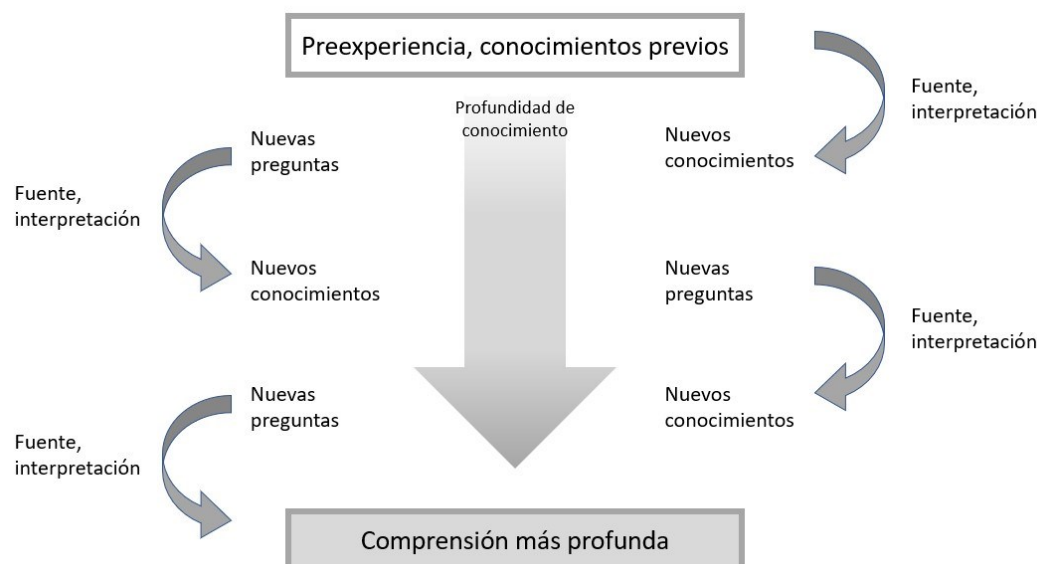 Preexperiencia, conocimientos previos
Fuente,
interpretación
Profundidad de
conocimiento
Nuevos
conocimientos
Nuevas
preguntas
Fuente,
interpretación
Nuevos
conocimientos
Nuevas
preguntas
Fuente,
interpretación
Nuevos
conocimientos
Nuevas
preguntas
Fuente,
interpretación
Comprensión más profunda